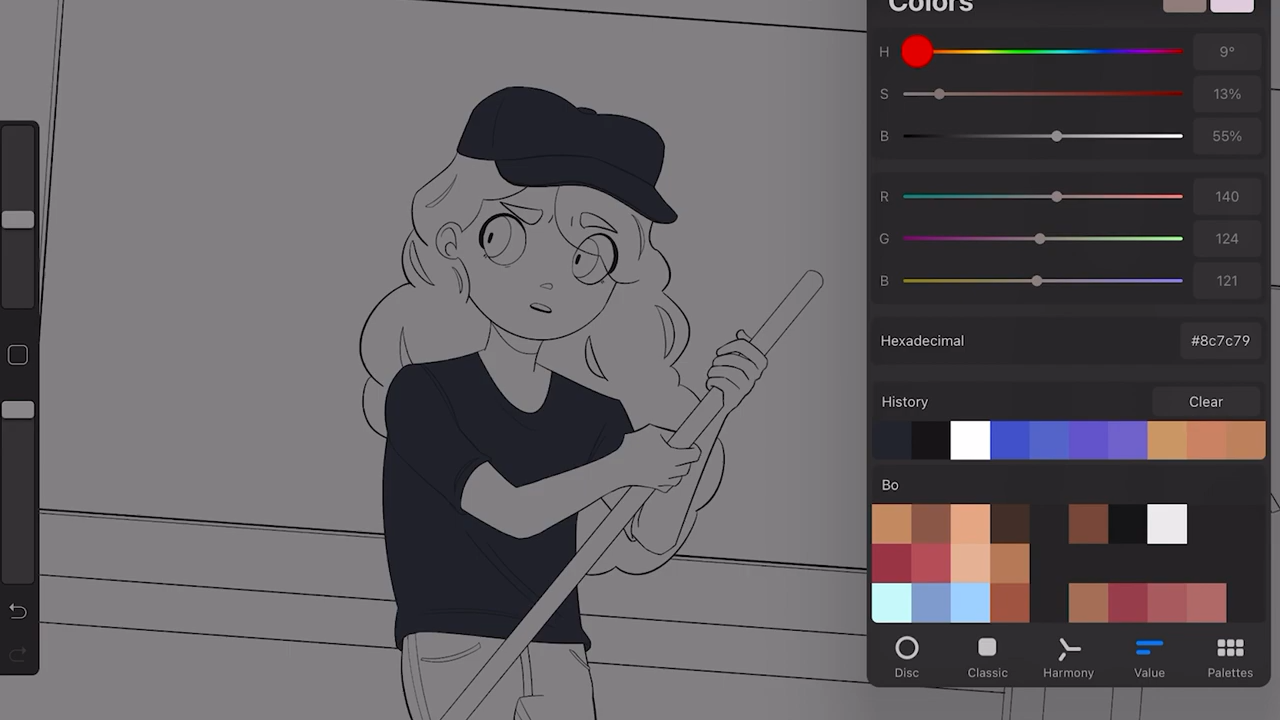 Colors
H 9°
S 13%
B 55%
R 140
G 124
B 121
Hexadecimal #8c7c79
History Clear
Bo
Disc Classic Harmony Value Palettes